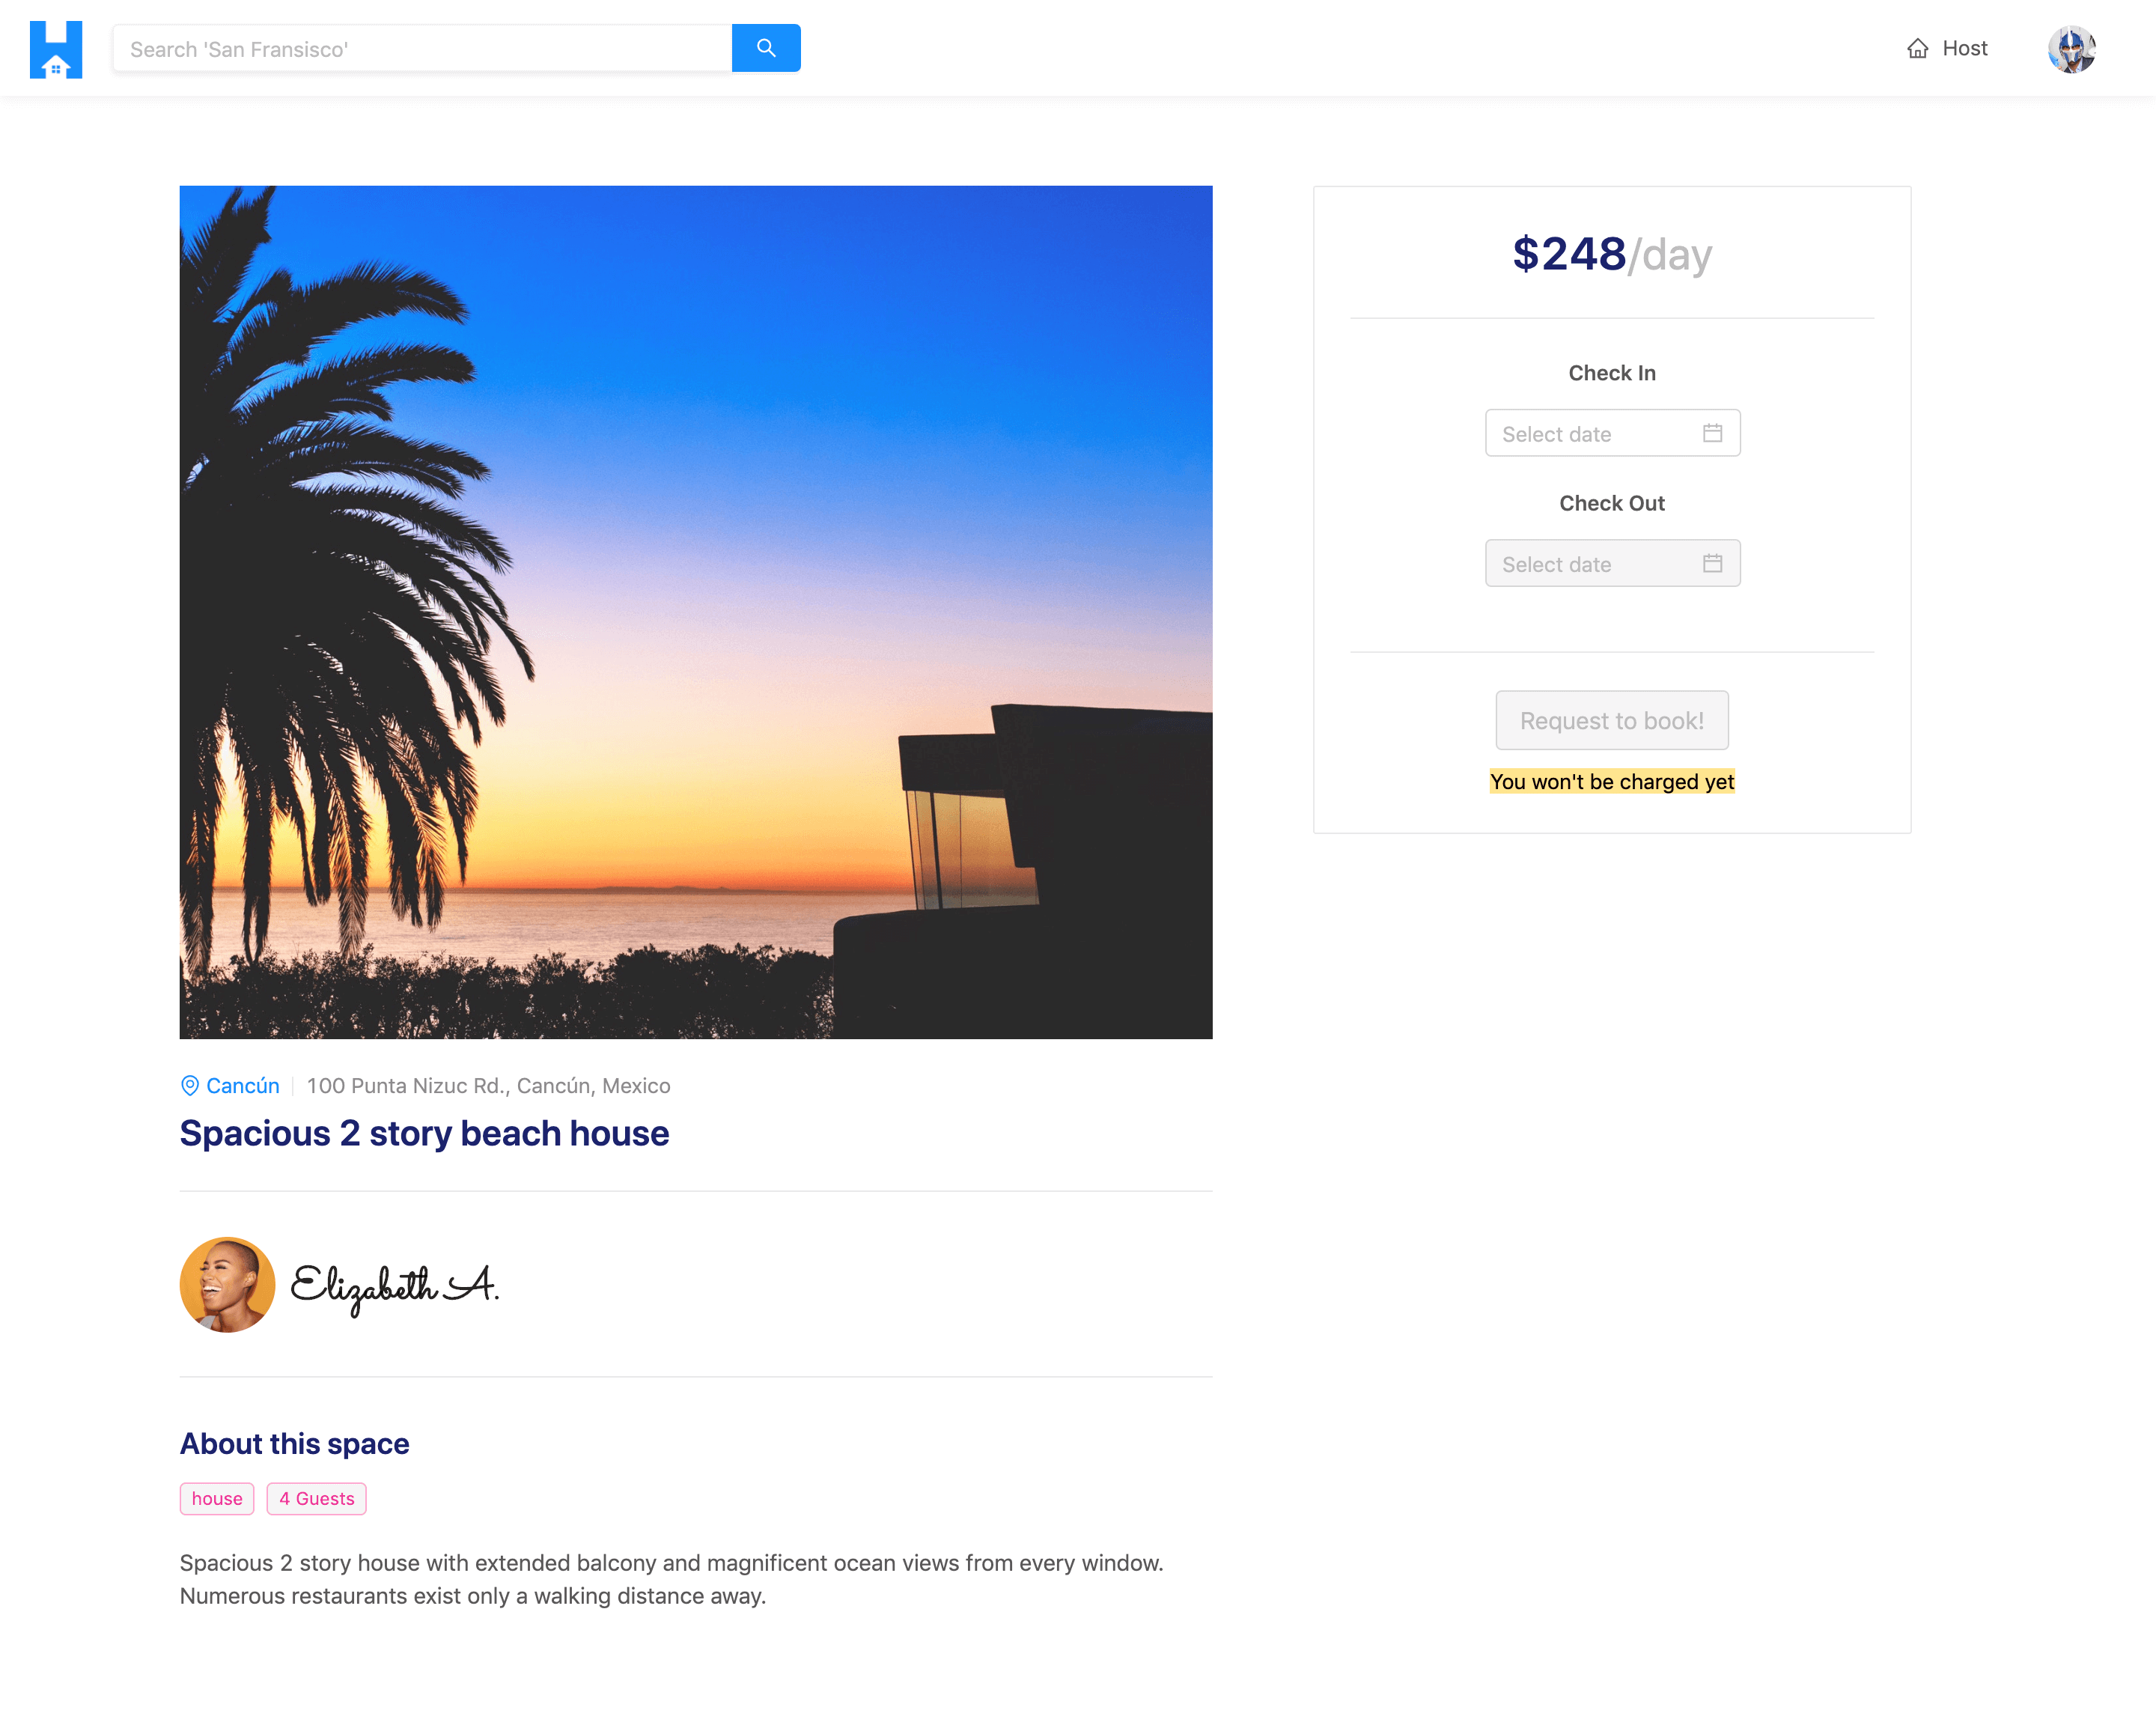 Search 'San Fransisco'
Host
$248/day
Check In
Select date
Check Out
Select date
Request to book!
You won't be charged yet
Cancún
100 Punta Nizuc Rd., Cancún, Mexico
Spacious 2 story beach house
Elizabeth A.
About this space
house
4 Guests
Spacious 2 story house with extended balcony and magnificent ocean views from every window.
Numerous restaurants exist only a walking distance away.